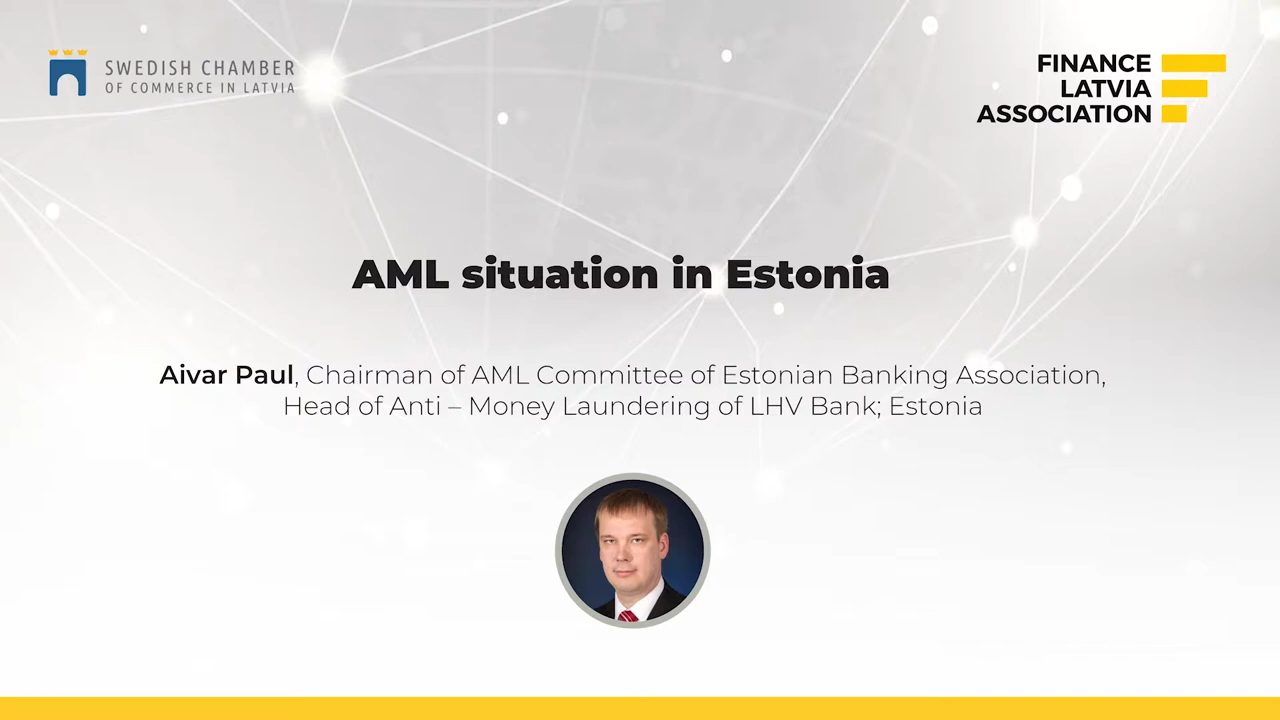 SWEDISH CHAMBER
OF COMMERCE IN LATVIA
FINANCE
LATVIA
ASSOCIATION
AML situation in Estonia
Aivar Paul, Chairman of AML Committee of Estonian Banking Association,
Head of Anti – Money Laundering of LHV Bank; Estonia